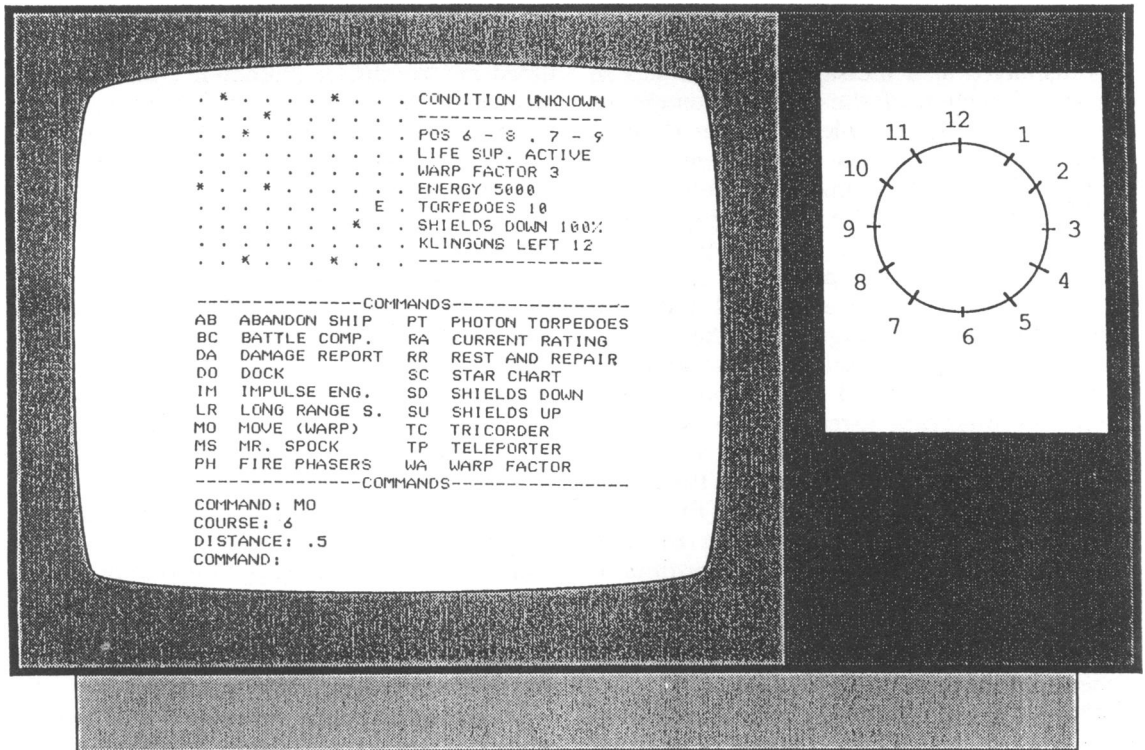 . * . . . . * . . . CONDITION UNKNOWN
. . . * . . . . . . -----------------
. . * . . . . . . . POS 6 - 8 , 7 - 9
. . . . . . . . . . LIFE SUP. ACTIVE
. . . . . . . . . . WARP FACTOR 3
* . . * . . . . . . ENERGY 5000
. . . . . . . . E . TORPEDOES 10
. . . . . . . * . . SHIELDS DOWN 100%
. . . . . . . . . . KLINGONS LEFT 12
. . * . . . * . . . -----------------
---------------COMMANDS----------------
AB ABANDON SHIP PT PHOTON TORPEDOES
BC BATTLE COMP. RA CURRENT RATING
DA DAMAGE REPORT RR REST AND REPAIR
DO DOCK SC STAR CHART
IM IMPULSE ENG. SD SHIELDS DOWN
LR LONG RANGE S. SU SHIELDS UP
MO MOVE (WARP) TC TRICORDER
MS MR. SPOCK TP TELEPORTER
PH FIRE PHASERS WA WARP FACTOR
---------------COMMANDS----------------
COMMAND: MO
COURSE: 6
DISTANCE: .5
COMMAND:
12
1
2
3
4
5
6
7
8
9
10
11